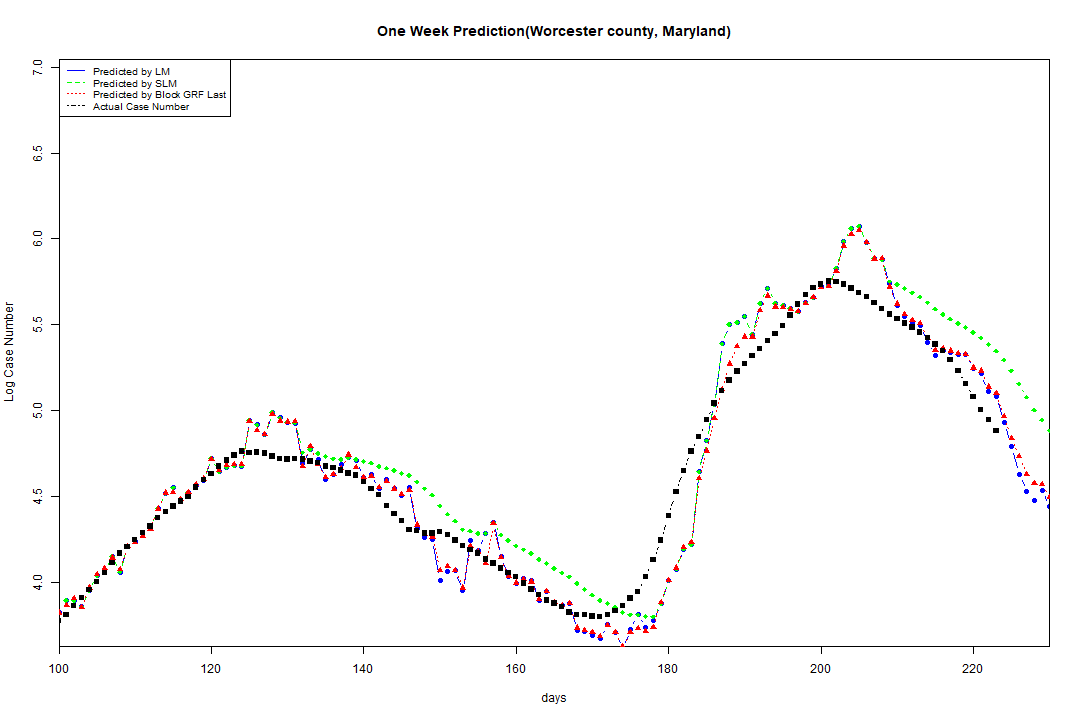 One Week Prediction(Worcester county, Maryland)
Predicted by LM
Predicted by SLM
Predicted by Block GRF Last
Actual Case Number
7.0
6.5
6.0
5.5
5.0
4.5
4.0
Log Case Number
100 120 140 160 180 200 220
days